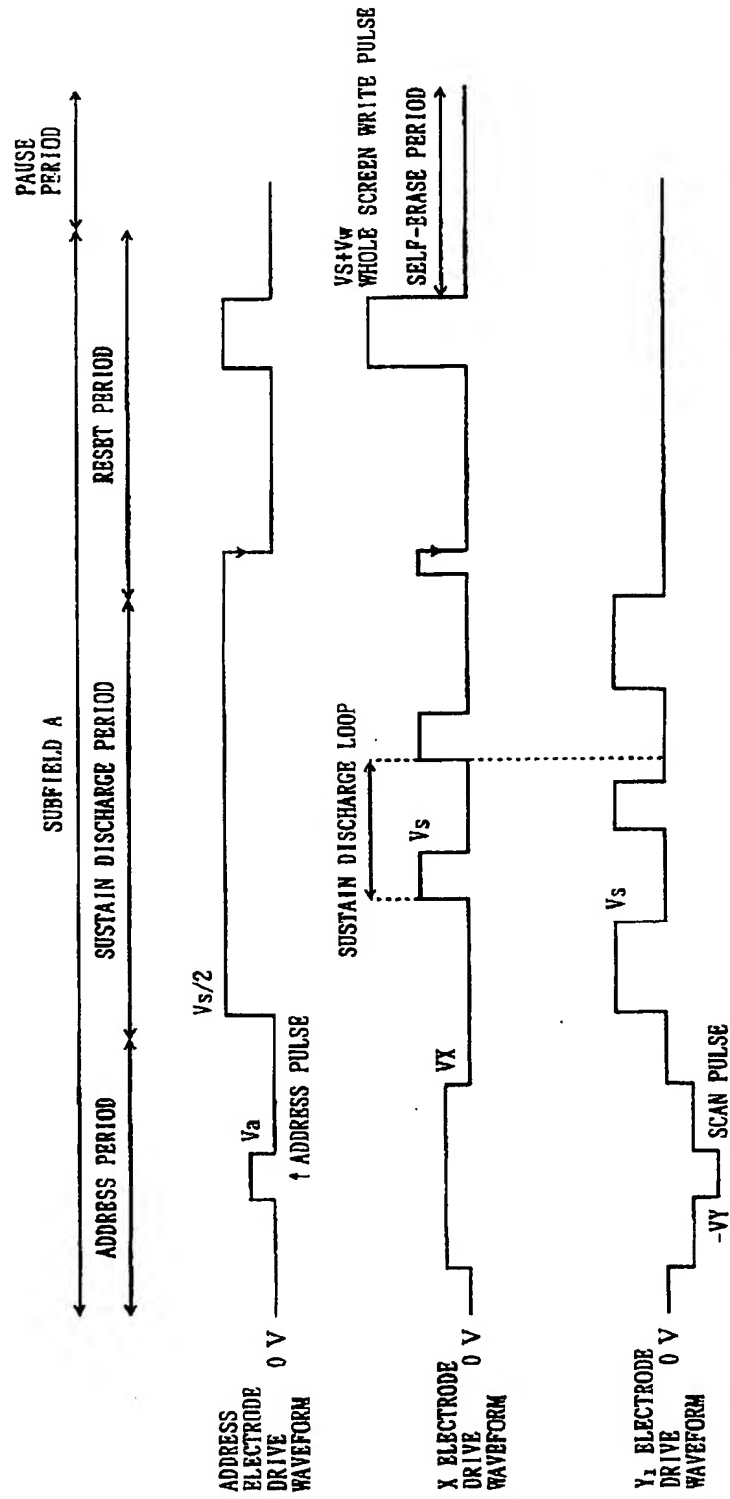 PAUSE
PERIOD
SUBFIELD A
ADDRESS PERIOD
SUSTAIN DISCHARGE PERIOD
RESET PERIOD
ADDRESS
ELECTRODE
DRIVE
WAVEFORM
0 V
Va
↑ ADDRESS PULSE
Vs/2
X ELECTRODE
DRIVE
WAVEFORM
0 V
VX
SUSTAIN DISCHARGE LOOP
Vs
VS+Vw
WHOLE SCREEN WRITE PULSE
SELF-ERASE PERIOD
Y1 ELECTRODE
DRIVE
WAVEFORM
0 V
-VY
SCAN PULSE
Vs